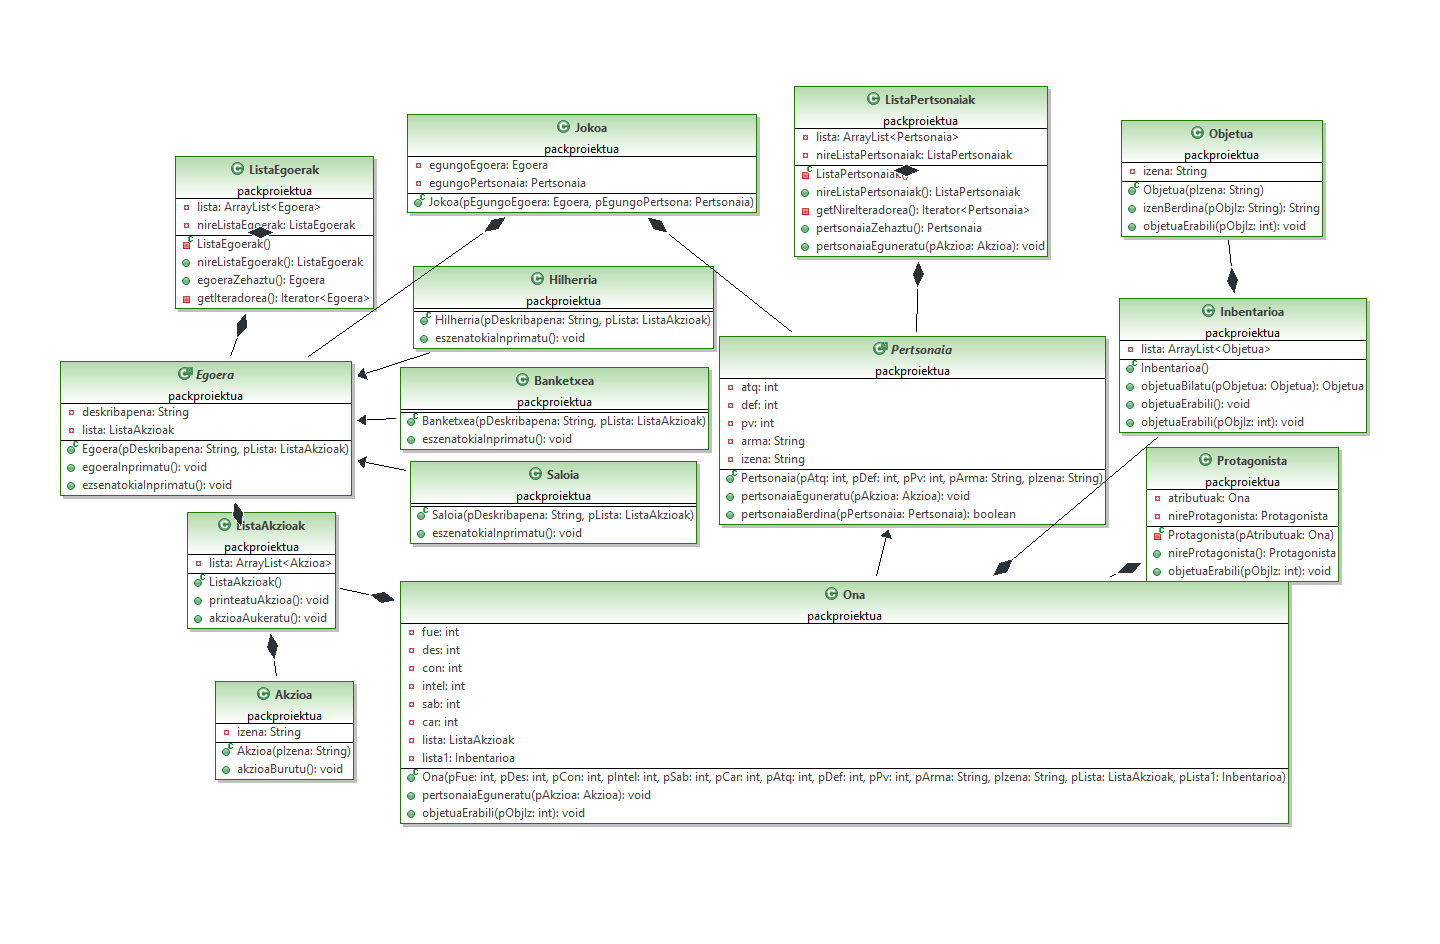 ListaEgoerak
packproiektua
lista: ArrayList<Egoera>
nireListaEgoerak: ListaEgoerak
ListaEgoerak()
nireListaEgoerak(): ListaEgoerak
egoeraZehaztu(): Egoera
getIteradorea(): Iterator<Egoera>
Jokoa
packproiektua
egungoEgoera: Egoera
egungoPertsonaia: Pertsonaia
Jokoa(pEgungoEgoera: Egoera, pEgungoPertsona: Pertsonaia)
ListaPertsonaiak
packproiektua
lista: ArrayList<Pertsonaia>
nireListaPertsonaiak: ListaPertsonaiak
ListaPertsonaiak()
nireListaPertsonaiak(): ListaPertsonaiak
getNireIteradorea(): Iterator<Pertsonaia>
pertsonaiaZehaztu(): Pertsonaia
pertsonaiaEguneratu(pAkzioa: Akzioa): void
Objetua
packproiektua
izena: String
Objetua(pIzena: String)
izenBerdina(pObjIz: String): String
objetuaErabili(pObjIz: int): void
Hilherria
packproiektua
Hilherria(pDeskribapena: String, pLista: ListaAkzioak)
eszenatokiaInprimatu(): void
Inbentarioa
packproiektua
lista: ArrayList<Objetua>
Inbentarioa()
objetuaBilatu(pObjetua: Objetua): Objetua
objetuaErabili(): void
objetuaErabili(pObjIz: int): void
Egoera
packproiektua
deskribapena: String
lista: ListaAkzioak
Egoera(pDeskribapena: String, pLista: ListaAkzioak)
egoeraInprimatu(): void
ezsenatokiaInprimatu(): void
Banketxea
packproiektua
Banketxea(pDeskribapena: String, pLista: ListaAkzioak)
eszenatokiaInprimatu(): void
Pertsonaia
packproiektua
atq: int
def: int
pv: int
arma: String
izena: String
Pertsonaia(pAtq: int, pDef: int, pPv: int, pArma: String, pIzena: String)
pertsonaiaEguneratu(pAkzioa: Akzioa): void
pertsonaiaBerdina(pPertsonaia: Pertsonaia): boolean
Saloia
packproiektua
Saloia(pDeskribapena: String, pLista: ListaAkzioak)
eszenatokiaInprimatu(): void
Protagonista
packproiektua
atributuak: Ona
nireProtagonista: Protagonista
Protagonista(pAtributuak: Ona)
nireProtagonista(): Protagonista
objetuaErabili(pObjIz: int): void
ListaAkzioak
packproiektua
lista: ArrayList<Akzioa>
ListaAkzioak()
printeatuAkzioa(): void
akzioaAukeratu(): void
Ona
packproiektua
fue: int
des: int
con: int
intel: int
sab: int
car: int
lista: ListaAkzioak
lista1: Inbentarioa
Ona(pFue: int, pDes: int, pCon: int, pIntel: int, pSab: int, pCar: int, pAtq: int, pDef: int, pPv: int, pArma: String, pIzena: String, pLista: ListaAkzioak, pLista1: Inbentarioa)
pertsonaiaEguneratu(pAkzioa: Akzioa): void
objetuaErabili(pObjIz: int): void
Akzioa
packproiektua
izena: String
Akzioa(pIzena: String)
akzioaBurutu(): void